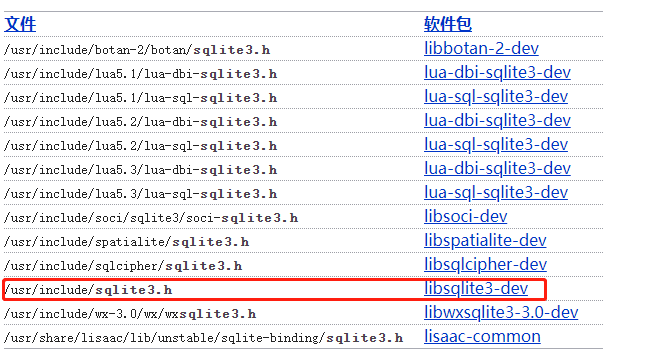 文件 软件包
/usr/include/botan-2/botan/sqlite3.h libbotan-2-dev
/usr/include/lua5.1/lua-dbi-sqlite3.h lua-dbi-sqlite3-dev
/usr/include/lua5.1/lua-sql-sqlite3.h lua-sql-sqlite3-dev
/usr/include/lua5.2/lua-dbi-sqlite3.h lua-dbi-sqlite3-dev
/usr/include/lua5.2/lua-sql-sqlite3.h lua-sql-sqlite3-dev
/usr/include/lua5.3/lua-dbi-sqlite3.h lua-dbi-sqlite3-dev
/usr/include/lua5.3/lua-sql-sqlite3.h lua-sql-sqlite3-dev
/usr/include/soci/sqlite3/soci-sqlite3.h libsoci-dev
/usr/include/spatialite/sqlite3.h libspatialite-dev
/usr/include/sqlcipher/sqlite3.h libsqlcipher-dev
/usr/include/sqlite3.h libsqlite3-dev
/usr/include/wx-3.0/wx/wxsqlite3.h libwxsqlite3-3.0-dev
/usr/share/lisaac/lib/unstable/sqlite-binding/sqlite3.h lisaac-common